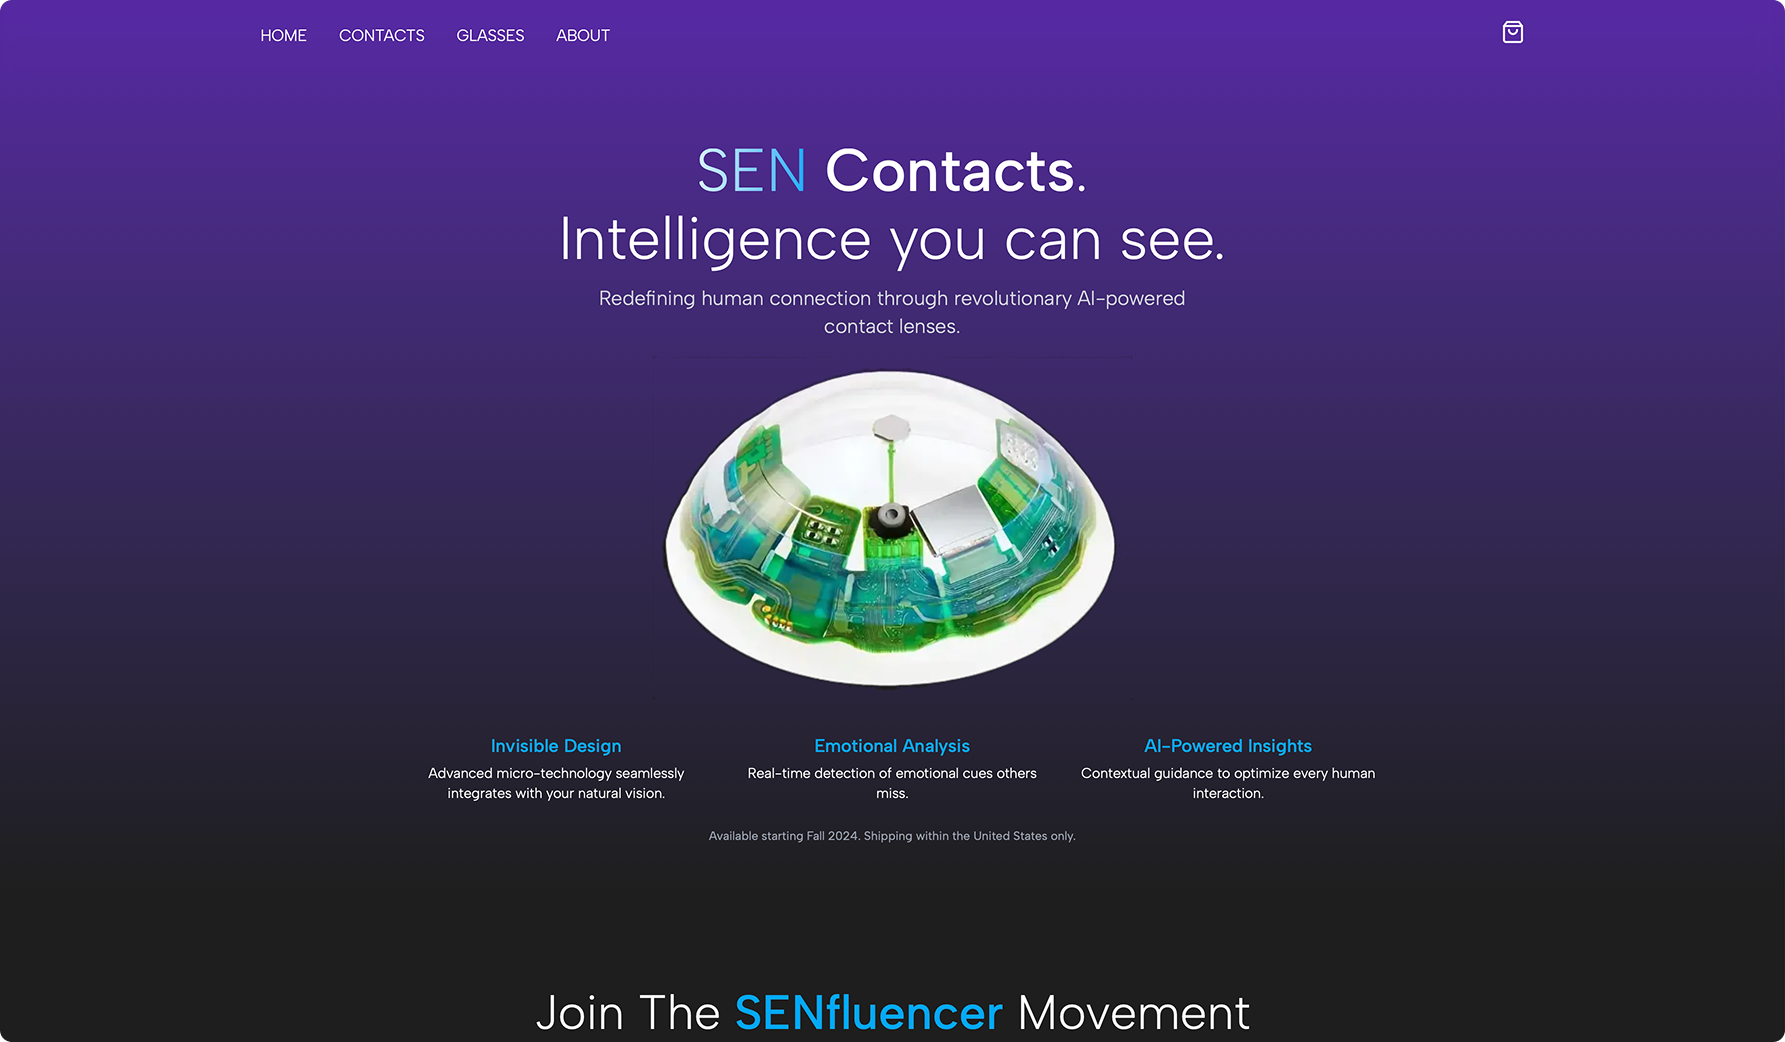 HOME CONTACTS GLASSES ABOUT
SEN Contacts.
Intelligence you can see.
Redefining human connection through revolutionary AI-powered
contact lenses.
Invisible Design
Advanced micro-technology seamlessly
integrates with your natural vision.
Emotional Analysis
Real-time detection of emotional cues others
miss.
AI-Powered Insights
Contextual guidance to optimize every human
interaction.
Available starting Fall 2024. Shipping within the United States only.
Join The SENfluencer Movement